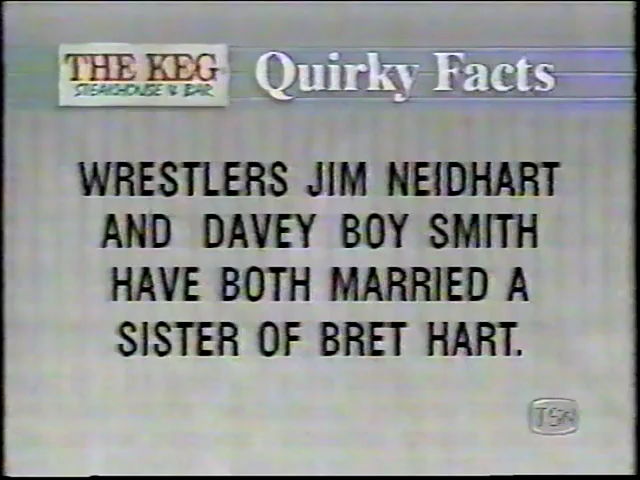 THE KEG
STEAKHOUSE & BAR
Quirky Facts
WRESTLERS JIM NEIDHART
AND DAVEY BOY SMITH
HAVE BOTH MARRIED A
SISTER OF BRET HART.
TSN